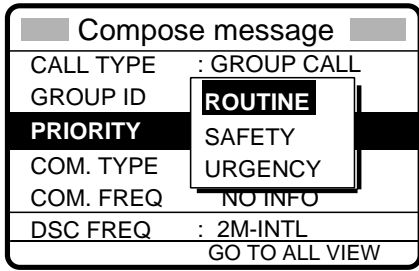 Compose message
CALL TYPE : GROUP CALL
GROUP ID
ROUTINE
PRIORITY
SAFETY
COM. TYPE
URGENCY
COM. FREQ NO INFO
DSC FREQ : 2M-INTL
GO TO ALL VIEW